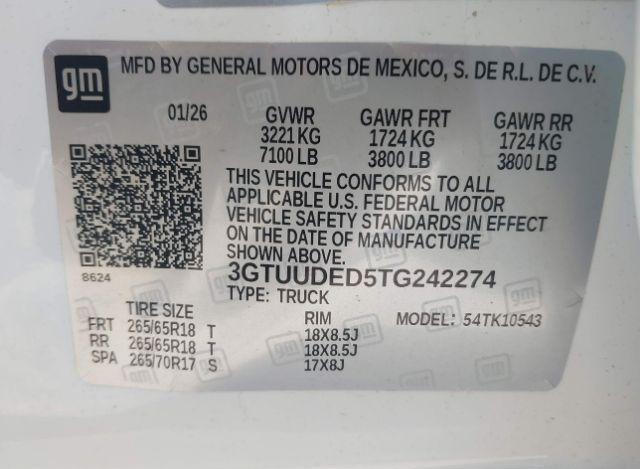 gm
MFD BY GENERAL MOTORS DE MEXICO, S. DE R.L. DE C.V.
01/26 GVWR GAWR FRT GAWR RR
3221 KG 1724 KG 1724 KG
7100 LB 3800 LB 3800 LB
THIS VEHICLE CONFORMS TO ALL
APPLICABLE U.S. FEDERAL MOTOR
VEHICLE SAFETY STANDARDS IN EFFECT
ON THE DATE OF MANUFACTURE
SHOWN ABOVE.
8624
3GTUUDED5TG242274
TYPE: TRUCK
TIRE SIZE RIM MODEL: 54TK10543
FRT 265/65R18 T 18X8.5J
RR 265/65R18 T 18X8.5J
SPA 265/70R17 S 17X8J